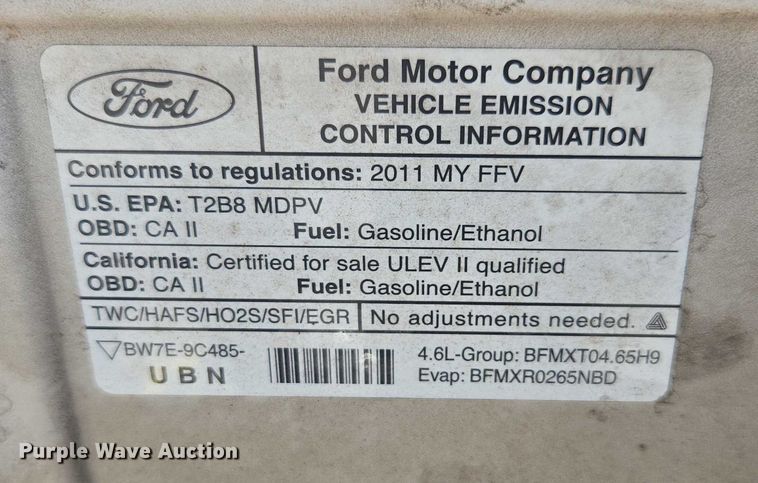 Ford
Ford Motor Company
VEHICLE EMISSION
CONTROL INFORMATION
Conforms to regulations: 2011 MY FFV
U.S. EPA: T2B8 MDPV
OBD: CA II Fuel: Gasoline/Ethanol
California: Certified for sale ULEV II qualified
OBD: CA II Fuel: Gasoline/Ethanol
TWC/HAFS/HO2S/SFI/EGR No adjustments needed.
BW7E-9C485-
UBN
4.6L-Group: BFMXT04.65H9
Evap: BFMXR0265NBD
Purple Wave Auction